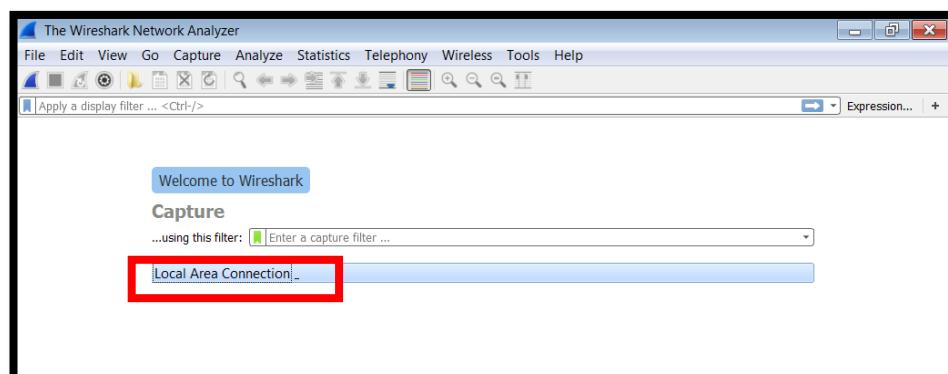 The Wireshark Network Analyzer
File Edit View Go Capture Analyze Statistics Telephony Wireless Tools Help
Apply a display filter ... <Ctrl-/> Expression... +
Welcome to Wireshark
Capture
...using this filter: Enter a capture filter ...
Local Area Connection